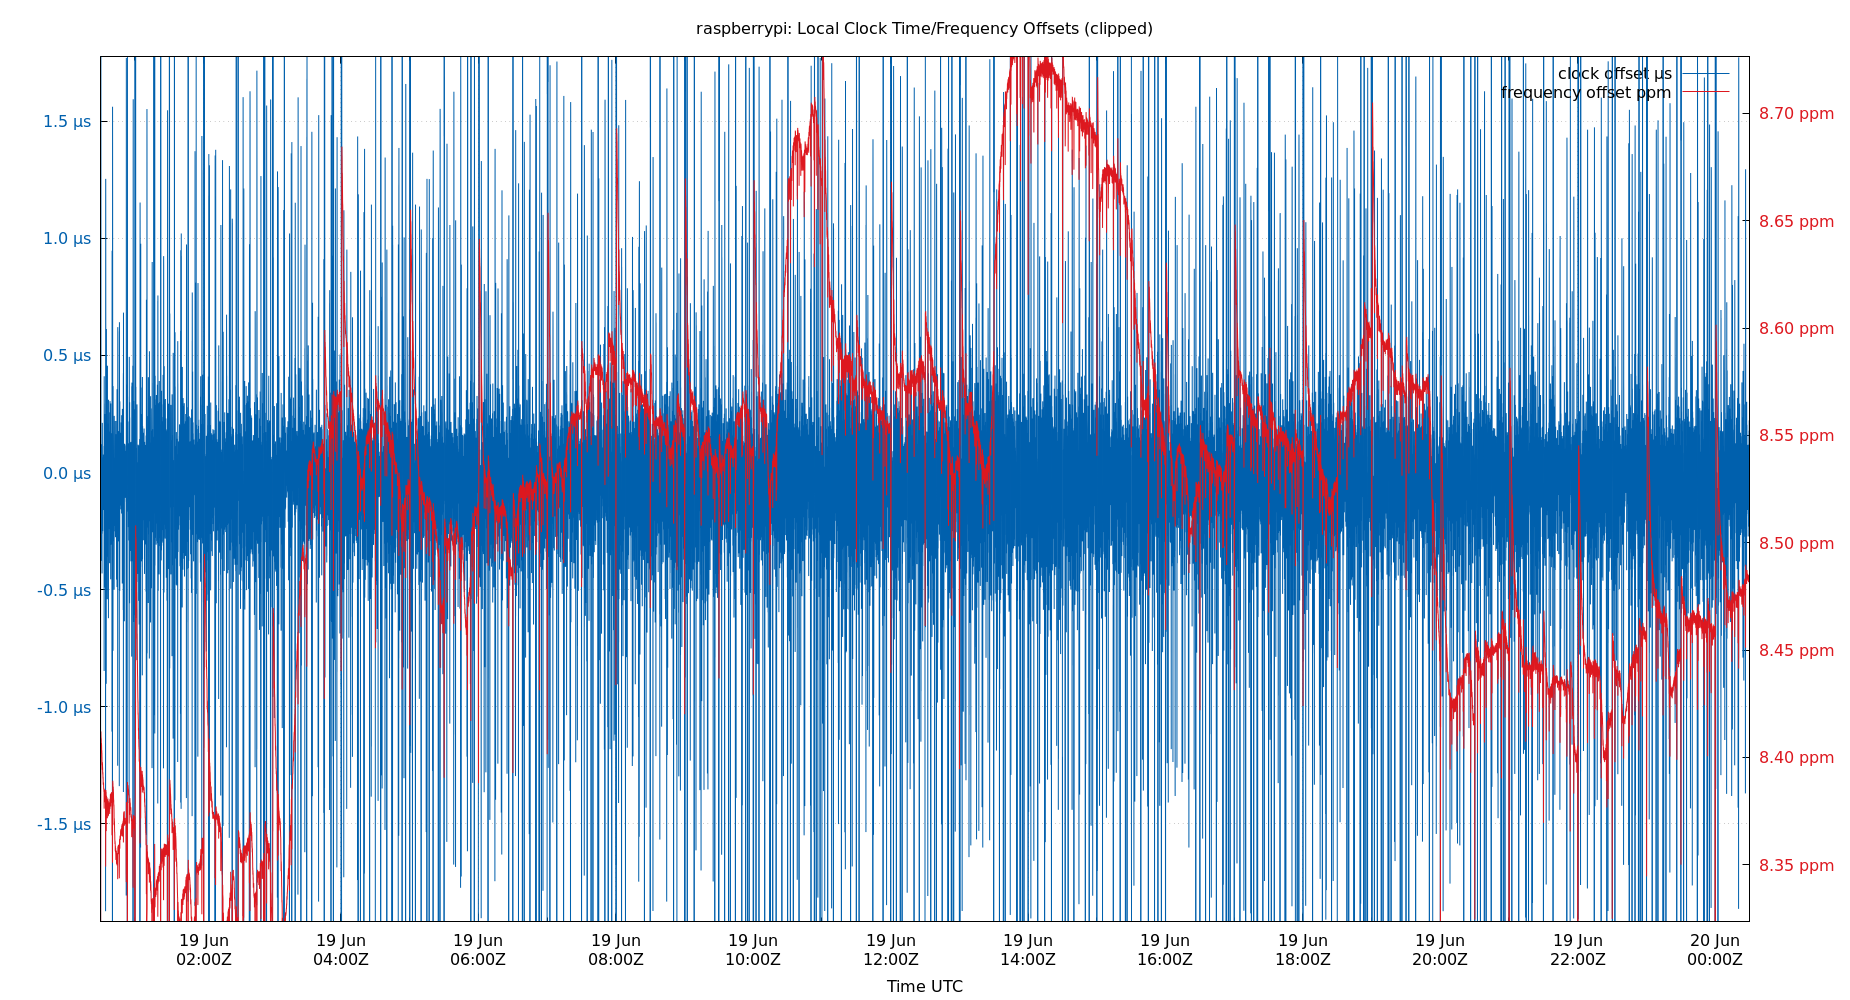 raspberrypi: Local Clock Time/Frequency Offsets (clipped)
clock offset µs
frequency offset ppm
1.5 µs
1.0 µs
0.5 µs
0.0 µs
-0.5 µs
-1.0 µs
-1.5 µs
8.70 ppm
8.65 ppm
8.60 ppm
8.55 ppm
8.50 ppm
8.45 ppm
8.40 ppm
8.35 ppm
19 Jun 19 Jun 19 Jun 19 Jun 19 Jun 19 Jun 19 Jun 19 Jun 19 Jun 19 Jun 19 Jun 20 Jun
02:00Z 04:00Z 06:00Z 08:00Z 10:00Z 12:00Z 14:00Z 16:00Z 18:00Z 20:00Z 22:00Z 00:00Z
Time UTC